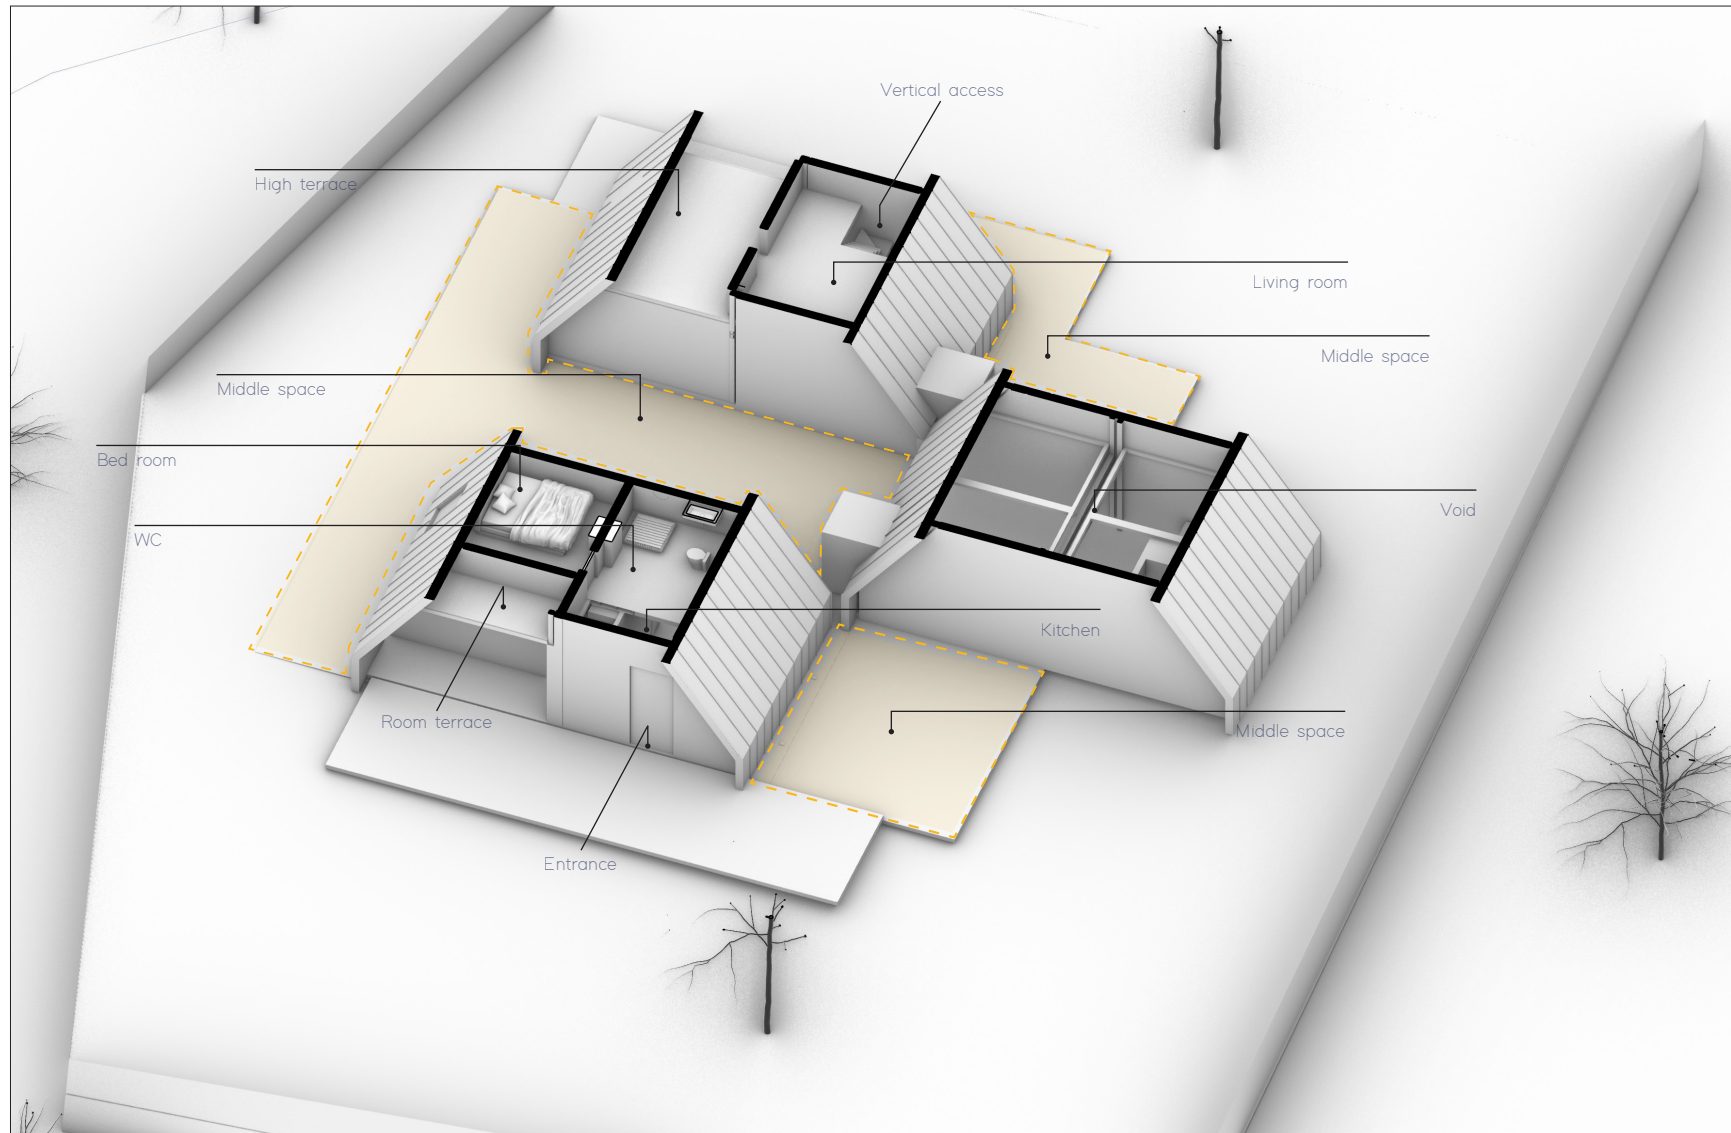 Vertical access
High terrace
Living room
Middle space
Middle space
Bed room
Void
WC
Kitchen
Room terrace
Middle space
Entrance